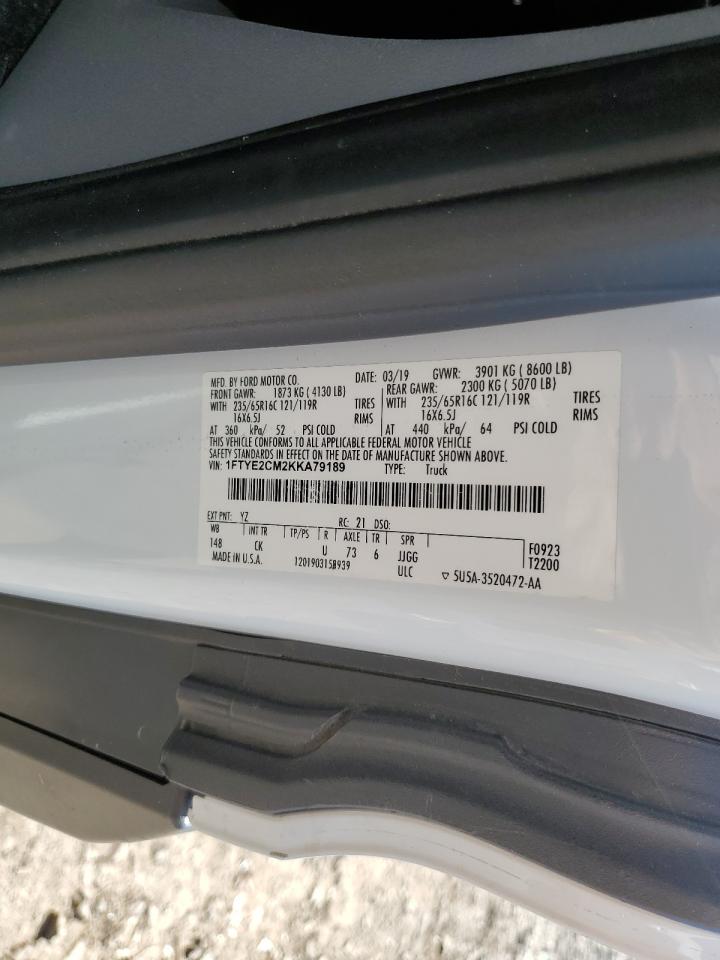 MFD. BY FORD MOTOR CO. DATE: 03/19 GVWR: 3901 KG ( 8600 LB)
FRONT GAWR: 1873 KG ( 4130 LB) REAR GAWR: 2300 KG ( 5070 LB)
WITH 235/65R16C 121/119R TIRES WITH 235/65R16C 121/119R TIRES
16X6.5J RIMS 16X6.5J RIMS
AT 360 kPa/ 52 PSI COLD AT 440 kPa/ 64 PSI COLD
THIS VEHICLE CONFORMS TO ALL APPLICABLE FEDERAL MOTOR VEHICLE
SAFETY STANDARDS IN EFFECT ON THE DATE OF MANUFACTURE SHOWN ABOVE.
VIN: 1FTYE2CM2KKA79189 TYPE: Truck
EXT PNT: YZ RC: 21 DSO:
WB INT TR TP/PS R AXLE TR SPR
148 CK U 73 6 JJGG F0923
MADE IN U.S.A. 120190315B939 ULC ▽ 5U5A-3520472-AA T2200